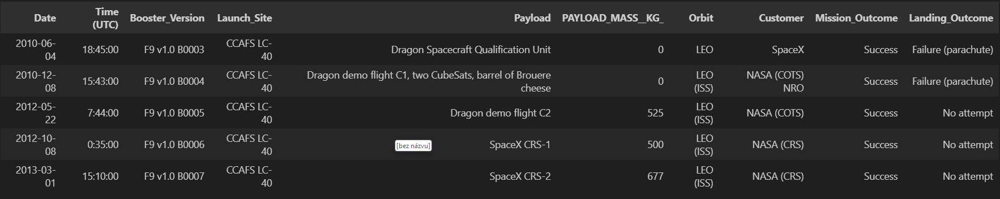 Date Time (UTC) Booster_Version Launch_Site Payload PAYLOAD_MASS__KG_ Orbit Customer Mission_Outcome Landing_Outcome
2010-06-04 18:45:00 F9 v1.0 B0003 CCAFS LC-40 Dragon Spacecraft Qualification Unit 0 LEO SpaceX Success Failure (parachute)
2010-12-08 15:43:00 F9 v1.0 B0004 CCAFS LC-40 Dragon demo flight C1, two CubeSats, barrel of Brouere cheese 0 LEO (ISS) NASA (COTS) NRO Success Failure (parachute)
2012-05-22 7:44:00 F9 v1.0 B0005 CCAFS LC-40 Dragon demo flight C2 525 LEO (ISS) NASA (COTS) Success No attempt
2012-10-08 0:35:00 F9 v1.0 B0006 CCAFS LC-40 [bez názvu] SpaceX CRS-1 500 LEO (ISS) NASA (CRS) Success No attempt
2013-03-01 15:10:00 F9 v1.0 B0007 CCAFS LC-40 SpaceX CRS-2 677 LEO (ISS) NASA (CRS) Success No attempt